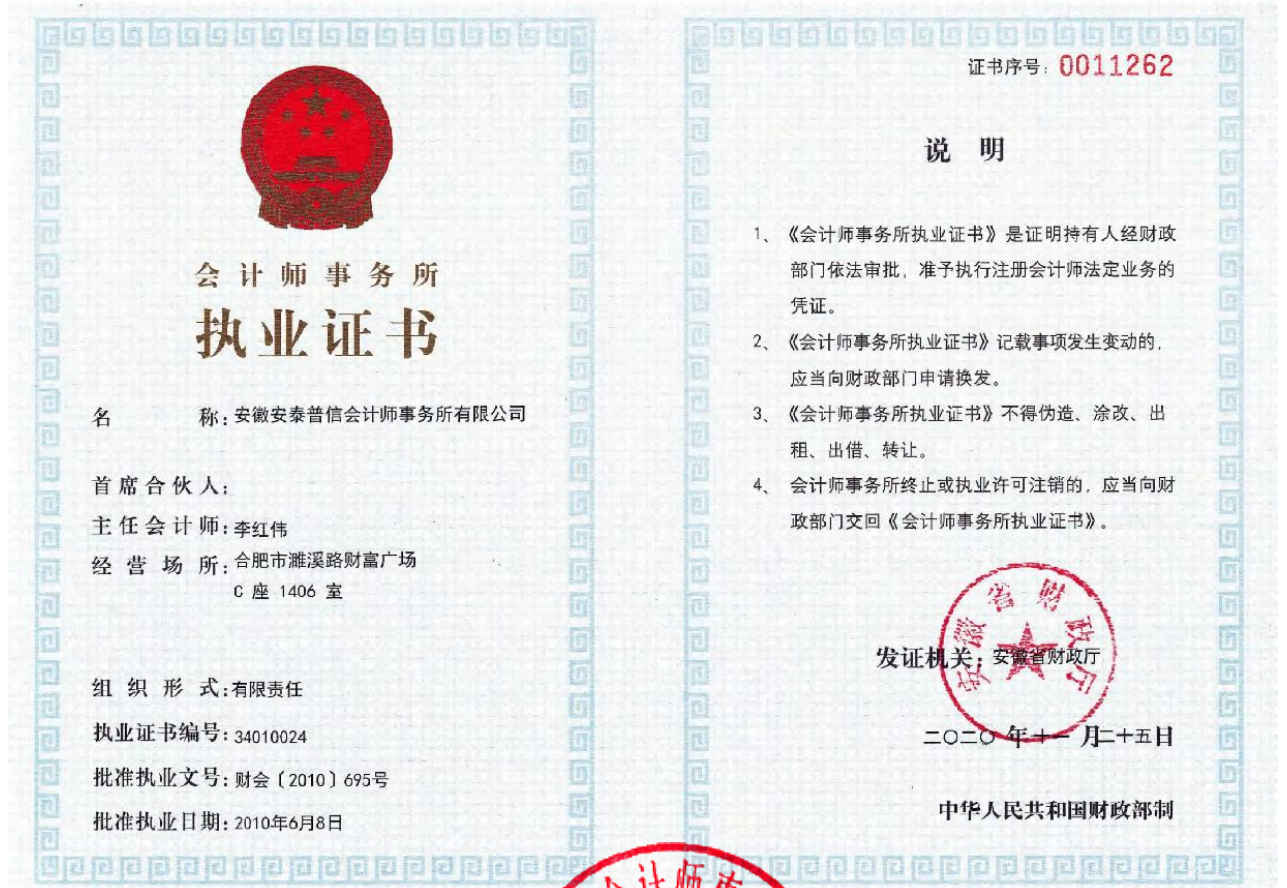 会计师事务所
执业证书
名 称：安徽安泰普信会计师事务所有限公司
首席合伙人：
主任会计师：李红伟
经营场所：合肥市濉溪路财富广场
C 座 1406 室
组织形式：有限责任
执业证书编号：34010024
批准执业文号：财会〔2010〕695号
批准执业日期：2010年6月8日
证书序号：0011262
说 明
1、《会计师事务所执业证书》是证明持有人经财政
部门依法审批，准予执行注册会计师法定业务的
凭证。
2、《会计师事务所执业证书》记载事项发生变动的，
应当向财政部门申请换发。
3、《会计师事务所执业证书》不得伪造、涂改、出
租、出借、转让。
4、会计师事务所终止或执业许可注销的，应当向财
政部门交回《会计师事务所执业证书》。
安徽省财政厅
发证机关：安徽省财政厅
二〇二〇年十一月二十五日
中华人民共和国财政部制
会计师事